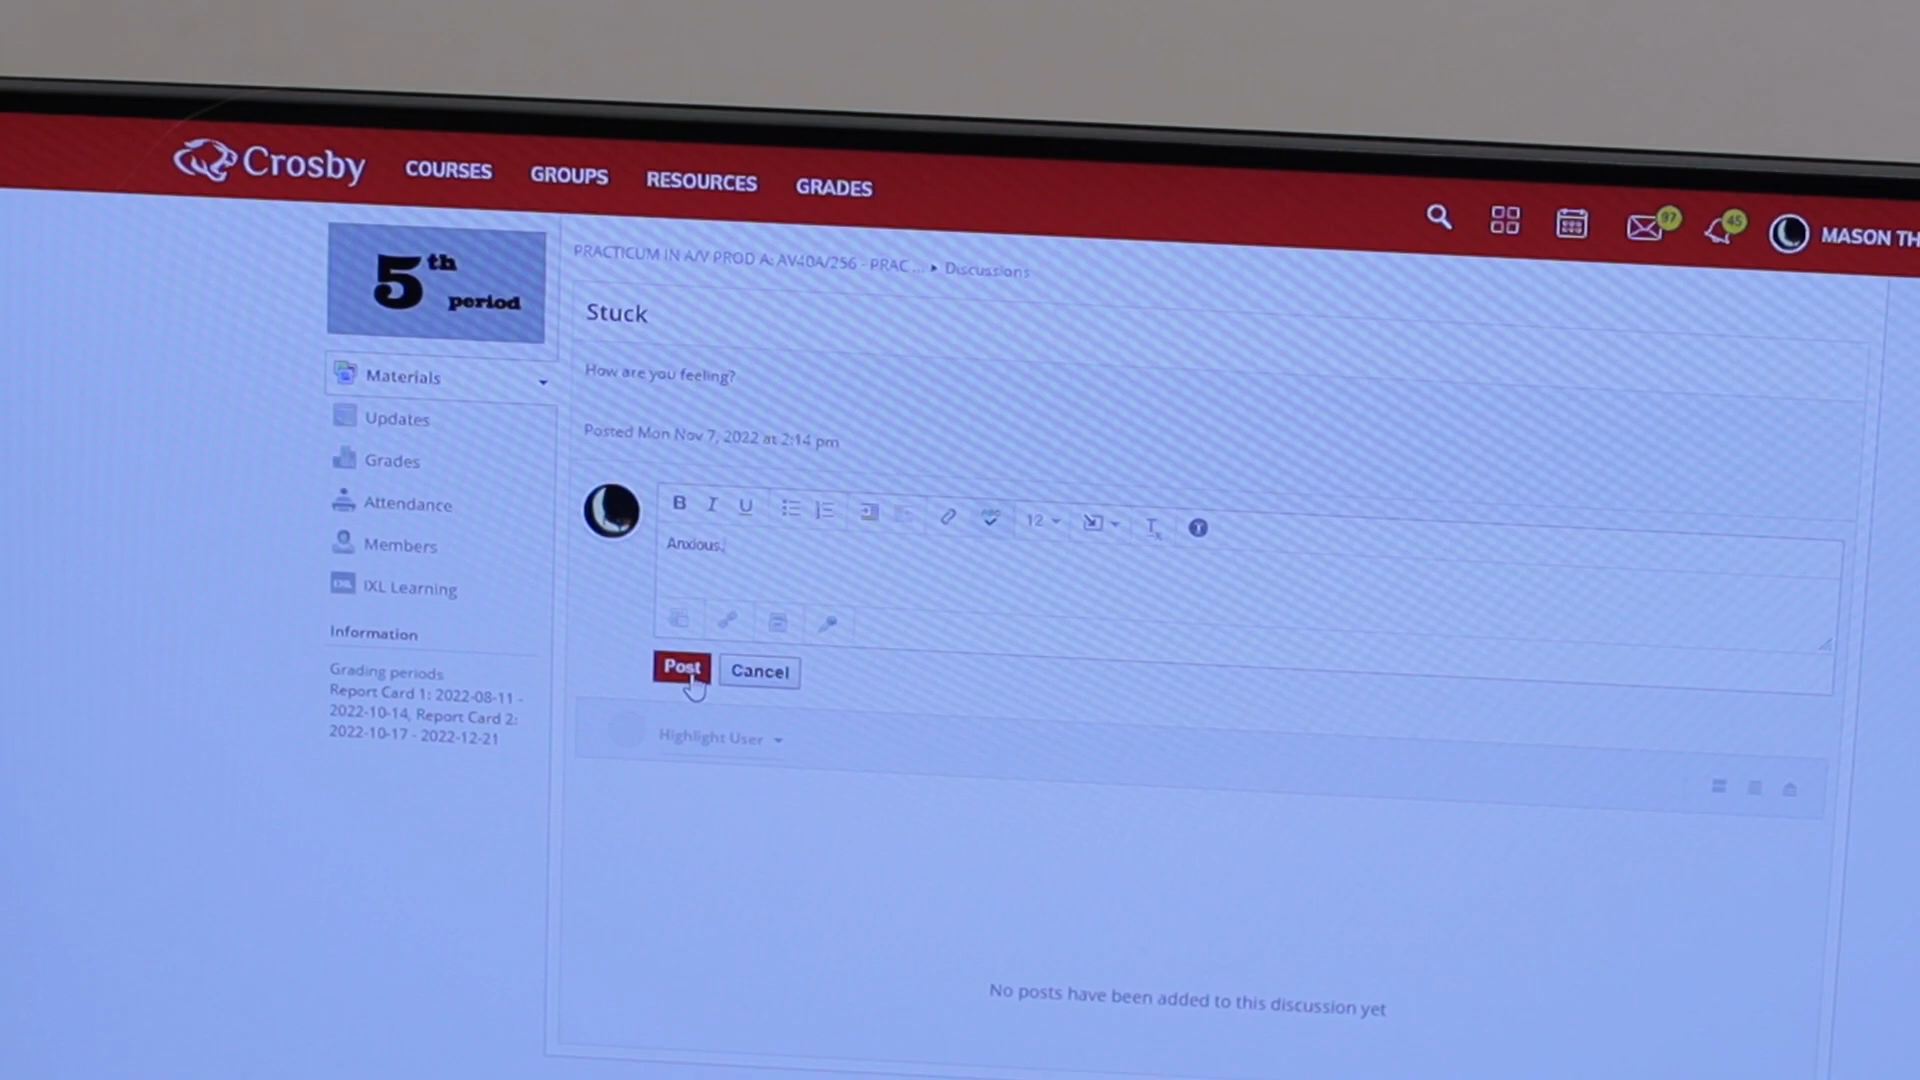 Crosby
COURSES
GROUPS
RESOURCES
GRADES
97
45
MASON TH
5th
period
PRACTICUM IN A/V PROD A: AV40A/256 - PRAC ... ▸ Discussions
Stuck
How are you feeling?
Posted Mon Nov 7, 2022 at 2:14 pm
Materials
Updates
Grades
Attendance
Members
IXL Learning
Information
Grading periods
Report Card 1: 2022-08-11 -
2022-10-14, Report Card 2:
2022-10-17 - 2022-12-21
B I U
ABC
12
Anxious.
Post
Cancel
Highlight User
No posts have been added to this discussion yet